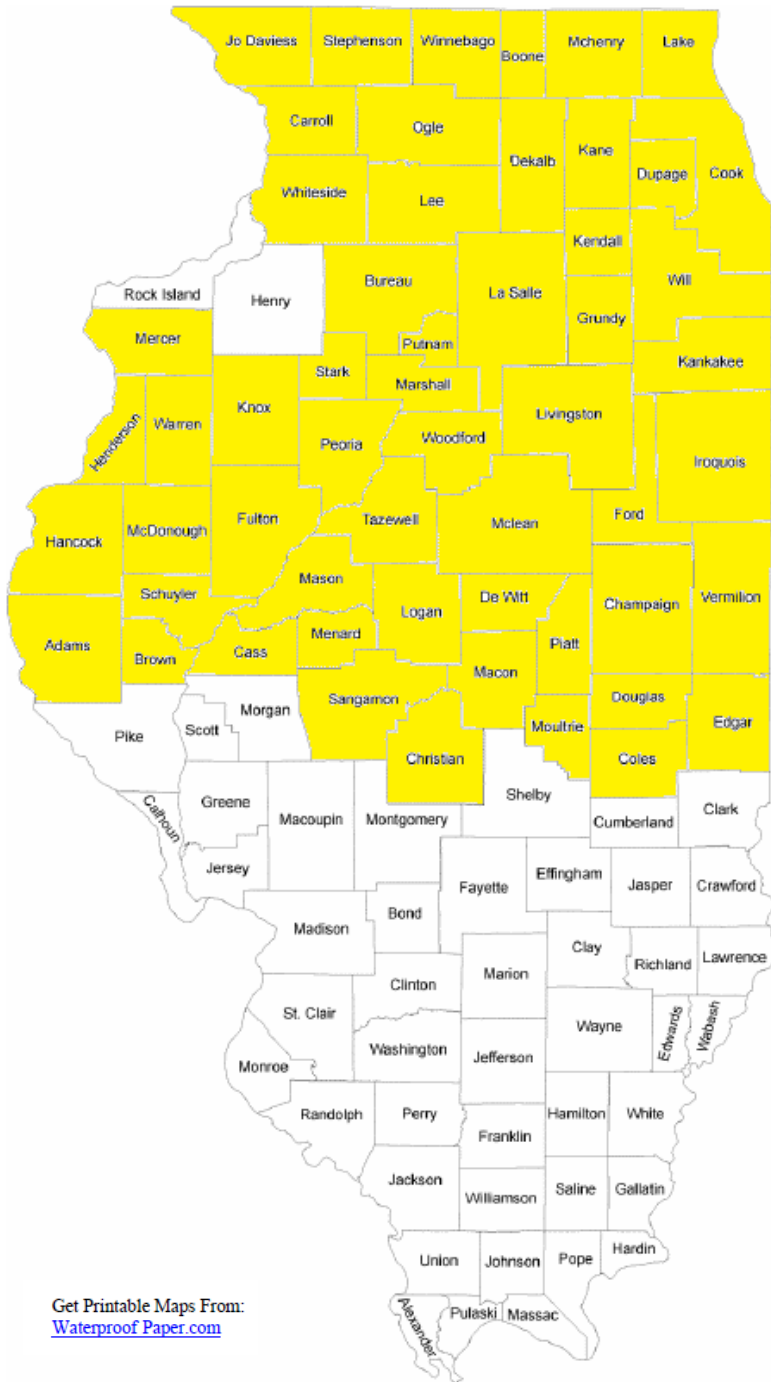 Jo Daviess Stephenson Winnebago Boone Mchenry Lake
Carroll Ogle Dekalb Kane Dupage Cook
Whiteside Lee Kendall
Rock Island Henry Bureau La Salle Will
Mercer Putnam Grundy
Stark Marshall Kankakee
Henderson Warren Knox Peoria Woodford Livingston Iroquois
Hancock McDonough Fulton Tazewell Mclean Ford
Schuyler Mason Logan De Witt Champaign Vermilion
Adams Brown Cass Menard Macon Piatt
Pike Scott Morgan Sangamon Christian Moultrie Douglas Edgar
Coles
Calhoun Greene Macoupin Montgomery Shelby Cumberland Clark
Jersey Fayette Effingham Jasper Crawford
Madison Bond Clay Richland Lawrence
St. Clair Clinton Marion Wayne Edwards Wabash
Monroe Washington Jefferson
Randolph Perry Franklin Hamilton White
Jackson Williamson Saline Gallatin
Union Johnson Pope Hardin
Alexander Pulaski Massac
Get Printable Maps From:
Waterproof Paper.com